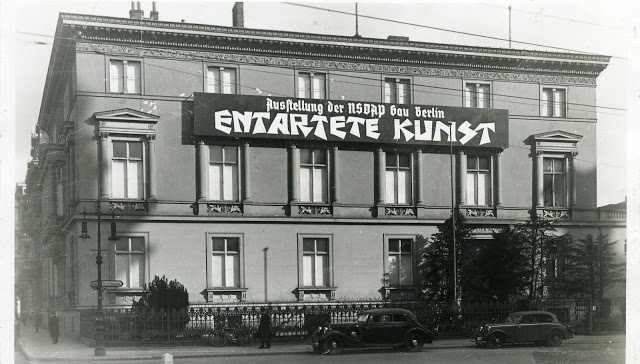 Ausstellung der NSDAP Gau Berlin
ENTARTETE KUNST